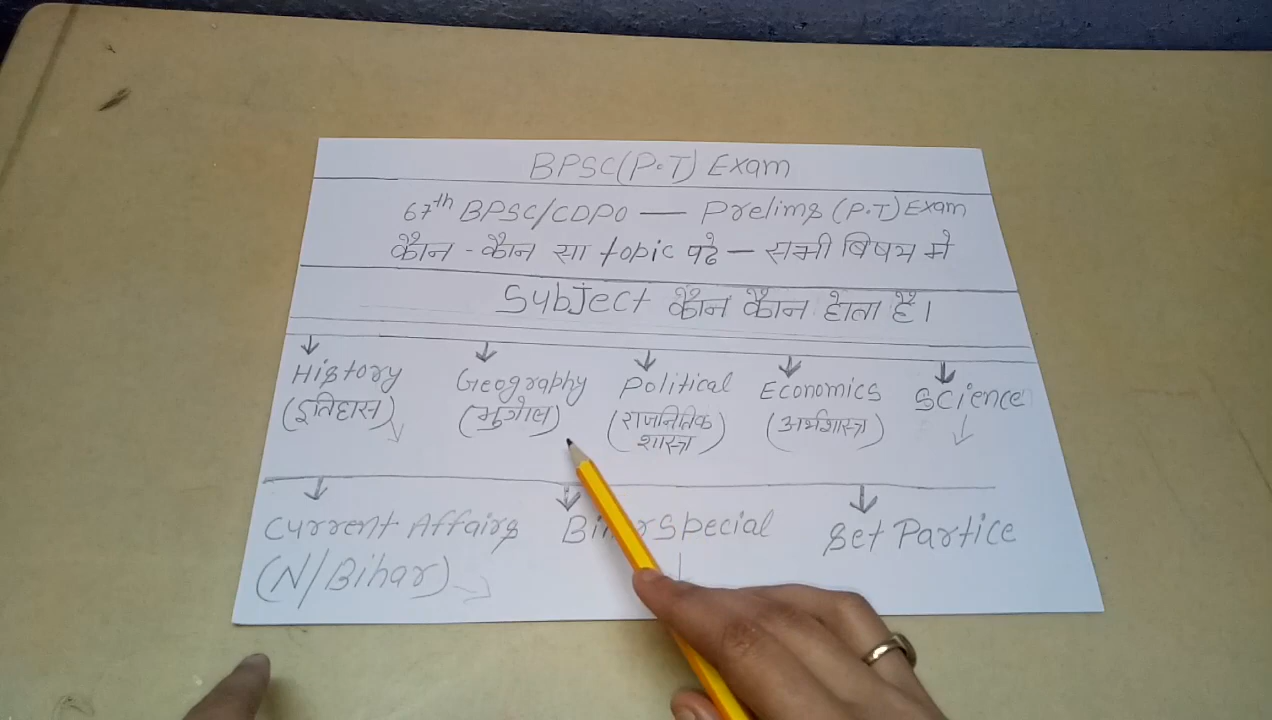 BPSC(P.T) Exam
67th BPSC/CDPO — Prelims (P.T) Exam
कौन - कौन सा topic पढे — सभी बिषय मे
Subject कौन कौन होता है।
History Geography Political Economics Science
(इतिहास) (भुगोल) (राजनितिक शास्त्र) (अर्थशास्त्र)
Current Affairs Special Set Partice
(N/Bihar)